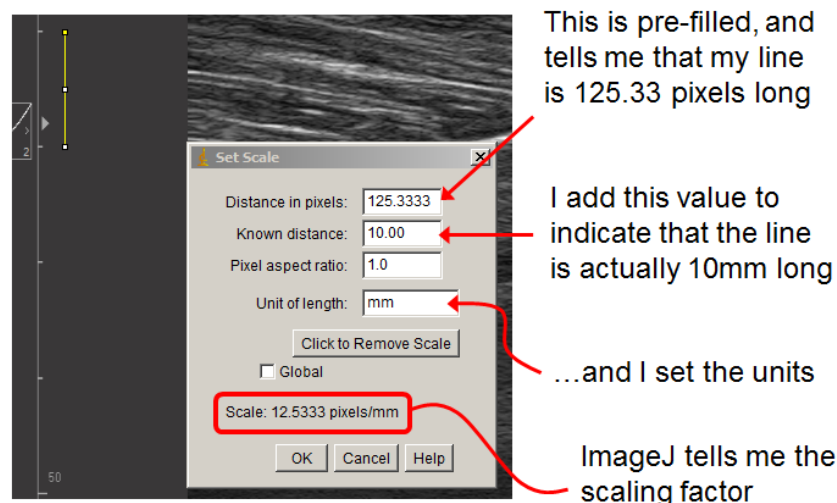 This is pre-filled, and
tells me that my line
is 125.33 pixels long
2
Set Scale
Distance in pixels: 125.3333
Known distance: 10.00
Pixel aspect ratio: 1.0
Unit of length: mm
Click to Remove Scale
Global
Scale: 12.5333 pixels/mm
OK Cancel Help
50
I add this value to
indicate that the line
is actually 10mm long
…and I set the units
ImageJ tells me the
scaling factor